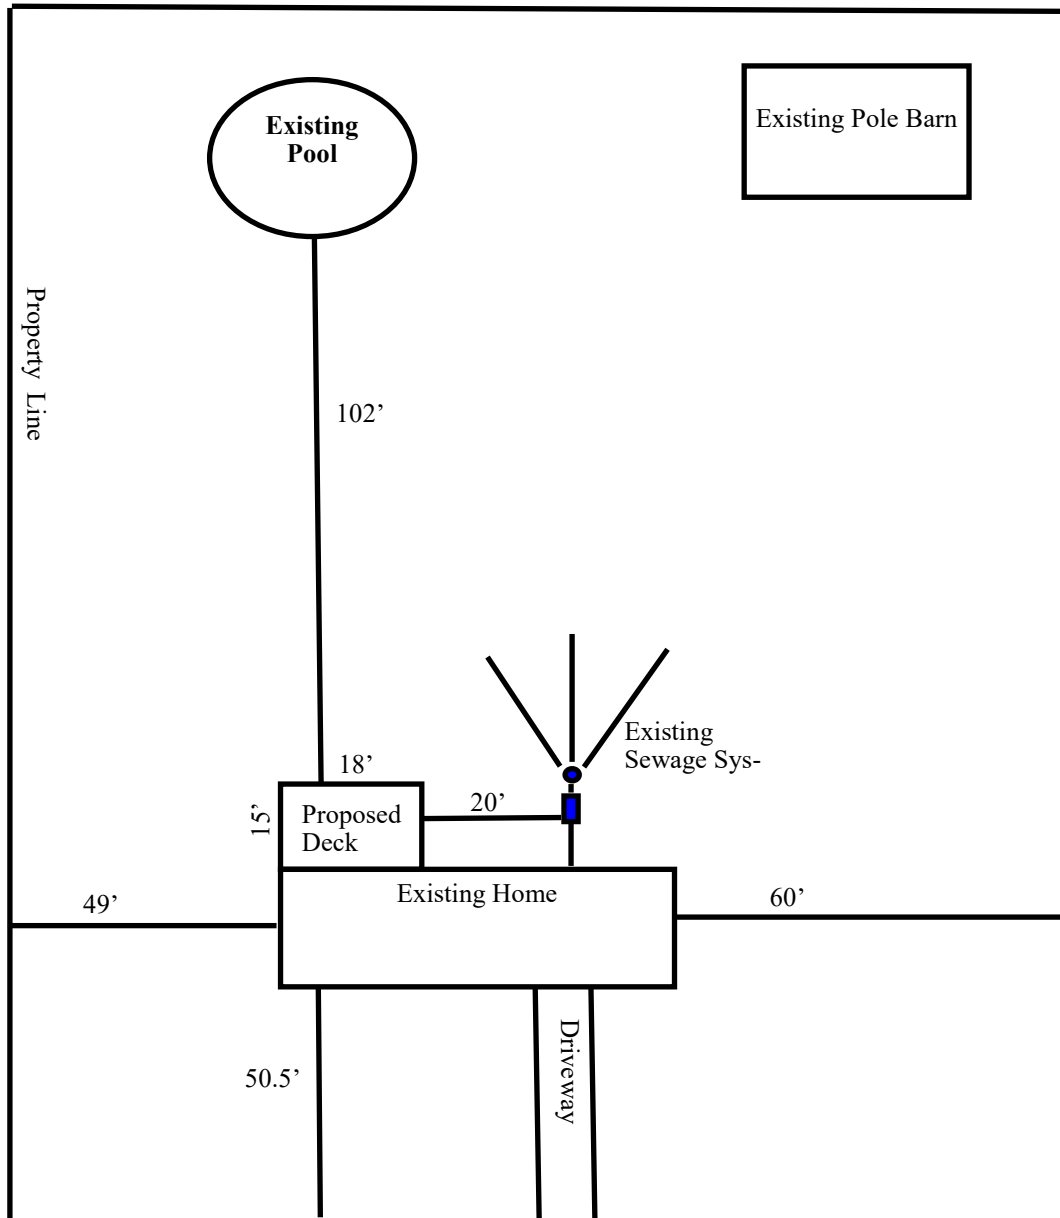 Existing
Pool
Existing Pole Barn
Property Line
102’
Existing
Sewage Sys-
18’
15’
Proposed
Deck
20’
Existing Home
49’
60’
50.5’
Driveway